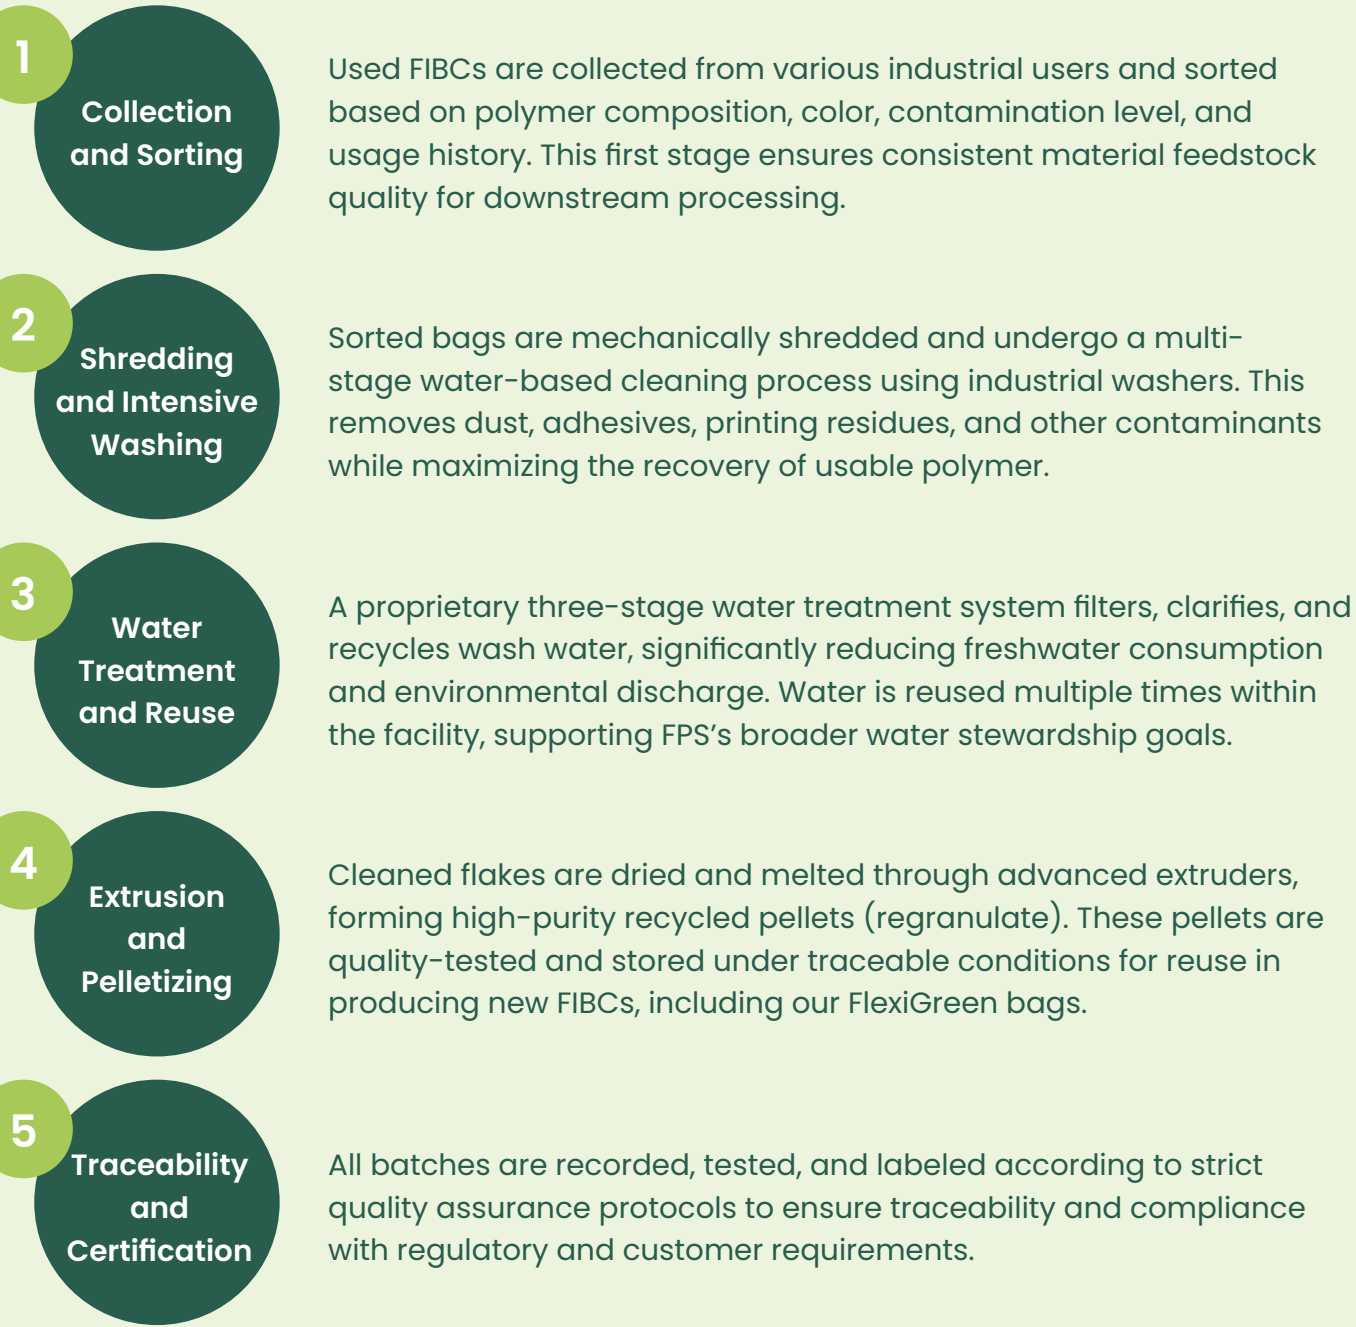 1
Collection
and Sorting
Used FIBCs are collected from various industrial users and sorted
based on polymer composition, color, contamination level, and
usage history. This first stage ensures consistent material feedstock
quality for downstream processing.
2
Shredding
and Intensive
Washing
Sorted bags are mechanically shredded and undergo a multi-
stage water-based cleaning process using industrial washers. This
removes dust, adhesives, printing residues, and other contaminants
while maximizing the recovery of usable polymer.
3
Water
Treatment
and Reuse
A proprietary three-stage water treatment system filters, clarifies, and
recycles wash water, significantly reducing freshwater consumption
and environmental discharge. Water is reused multiple times within
the facility, supporting FPS’s broader water stewardship goals.
4
Extrusion
and
Pelletizing
Cleaned flakes are dried and melted through advanced extruders,
forming high-purity recycled pellets (regranulate). These pellets are
quality-tested and stored under traceable conditions for reuse in
producing new FIBCs, including our FlexiGreen bags.
5
Traceability
and
Certification
All batches are recorded, tested, and labeled according to strict
quality assurance protocols to ensure traceability and compliance
with regulatory and customer requirements.